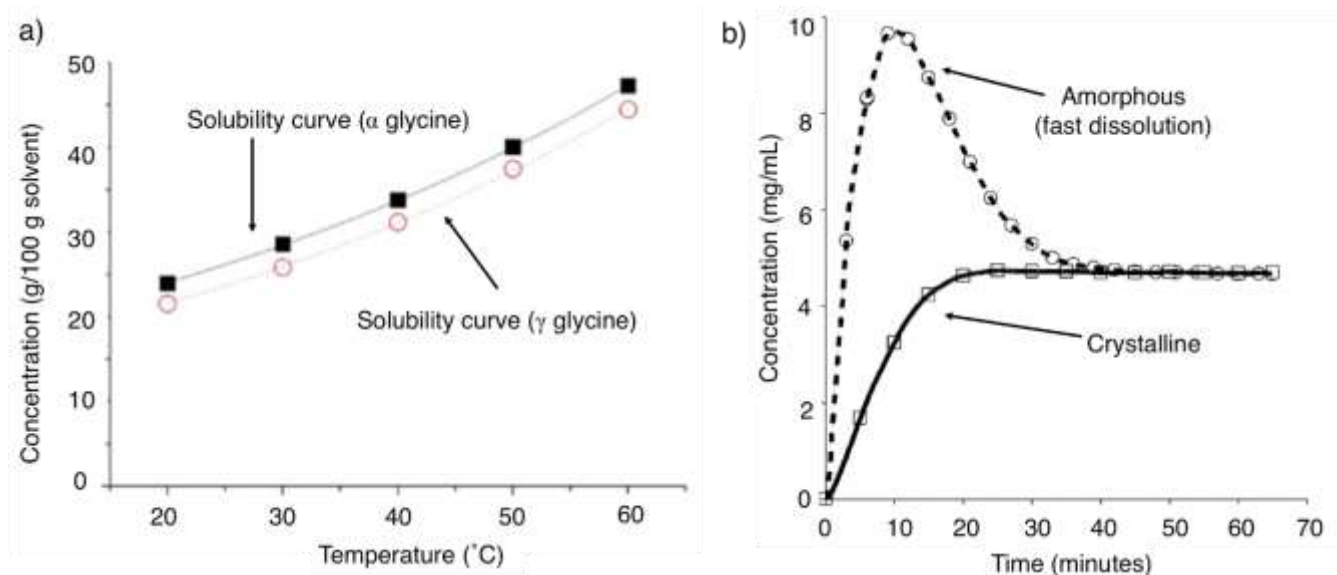 a)
50
40
30
20
10
0
Concentration (g/100 g solvent)
Solubility curve (α glycine)
Solubility curve (γ glycine)
20 30 40 50 60
Temperature (˚C)
b)
10
8
6
4
2
0
Concentration (mg/mL)
Amorphous
(fast dissolution)
Crystalline
0 10 20 30 40 50 60 70
Time (minutes)